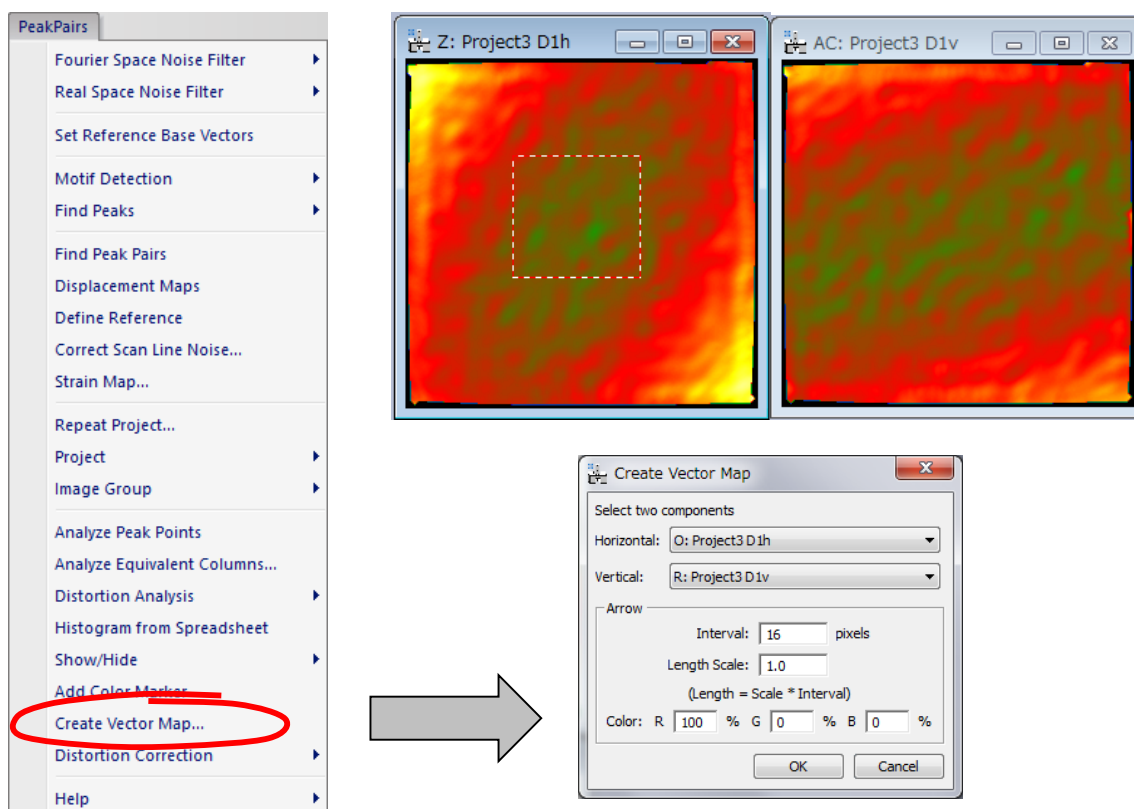 PeakPairs
Fourier Space Noise Filter
Real Space Noise Filter
Set Reference Base Vectors
Motif Detection
Find Peaks
Find Peak Pairs
Displacement Maps
Define Reference
Correct Scan Line Noise...
Strain Map...
Repeat Project...
Project
Image Group
Analyze Peak Points
Analyze Equivalent Columns...
Distortion Analysis
Histogram from Spreadsheet
Show/Hide
Add Color Marker
Create Vector Map...
Distortion Correction
Help
Z: Project3 D1h
AC: Project3 D1v
Create Vector Map
Select two components
Horizontal: O: Project3 D1h
Vertical: R: Project3 D1v
Arrow
Interval: 16 pixels
Length Scale: 1.0
(Length = Scale * Interval)
Color: R 100 % G 0 % B 0 %
OK Cancel